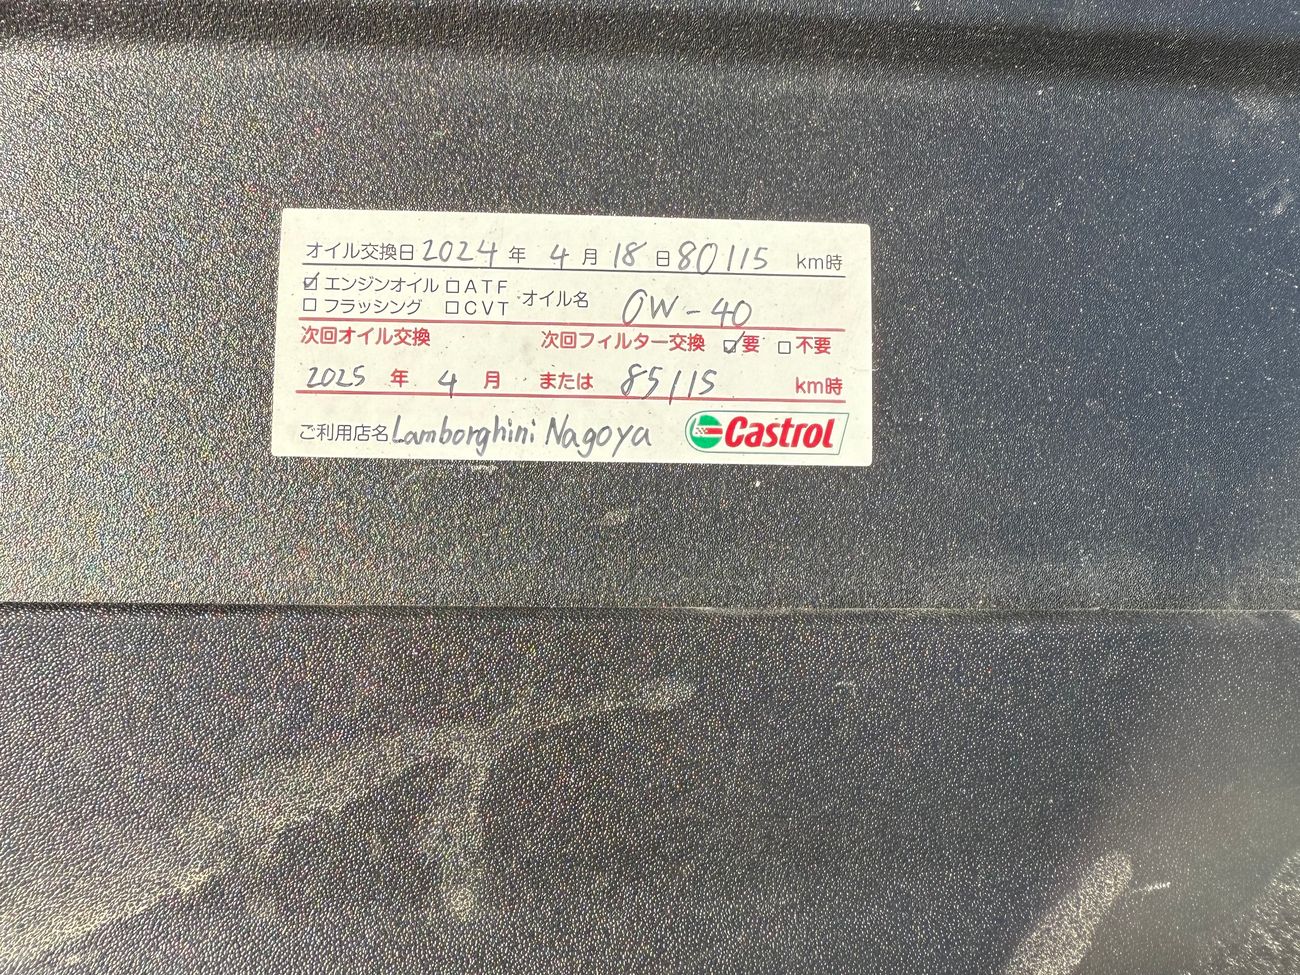 オイル交換日 2024 年 4 月 18 日 80115 km時
☑エンジンオイル □ATF オイル名 0W-40
□フラッシング □CVT
次回オイル交換 次回フィルター交換 ☑要 □不要
2025 年 4 月 または 85115 km時
ご利用店名 Lamborghini Nagoya Castrol